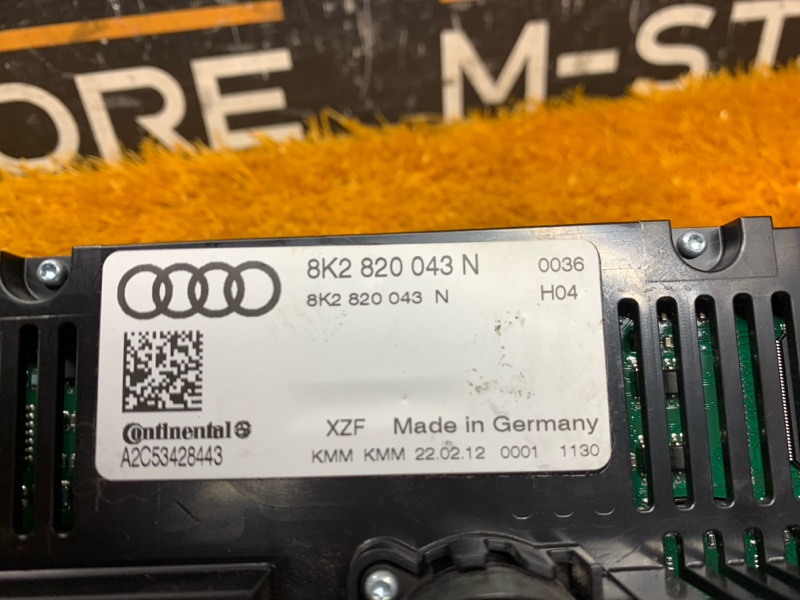 ORE M-ST
8K2 820 043 N 0036
8K2 820 043 N H04
Continental
A2C53428443
XZF Made in Germany
KMM KMM 22.02.12 0001 1130